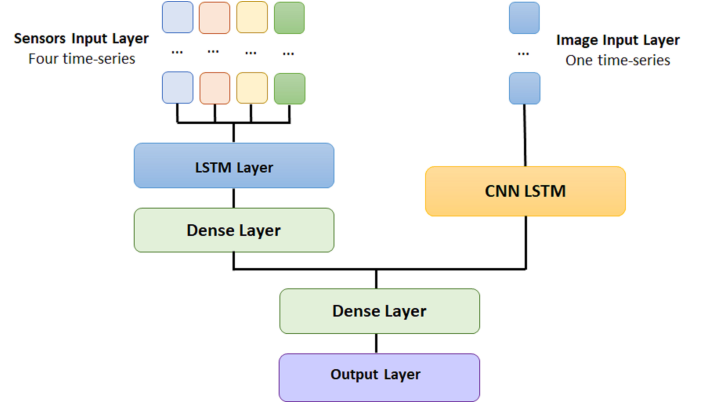 Sensors Input Layer
Four time-series
...
...
...
...
...
Image Input Layer
One time-series
LSTM Layer
CNN LSTM
Dense Layer
Dense Layer
Output Layer